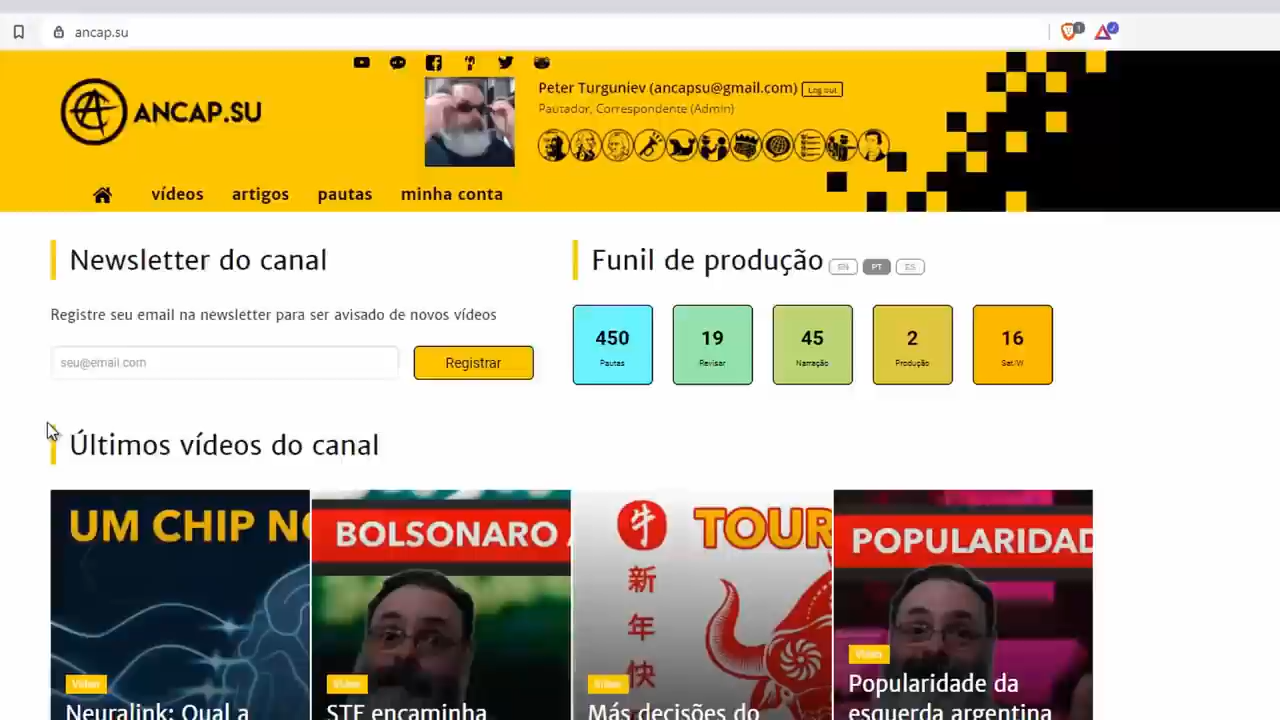 ancap.su
ANCAP.SU
Peter Turguniev (ancapsu@gmail.com) Log out
Pautador, Correspondente (Admin)
vídeos artigos pautas minha conta
Newsletter do canal
Registre seu email na newsletter para ser avisado de novos vídeos
seu@email.com
Registrar
Funil de produção EN PT ES
450 19 45 2 16
Pautas Revisar Narração Produção Sat/W
Últimos vídeos do canal
UM CHIP NO
Vídeo
Neuralink: Qual a
BOLSONARO
Vídeo
STF encaminha
牛
新
年
快
TOUR
Vídeo
Más decisões do
POPULARIDAD
Vídeo
Popularidade da
esquerda argentina